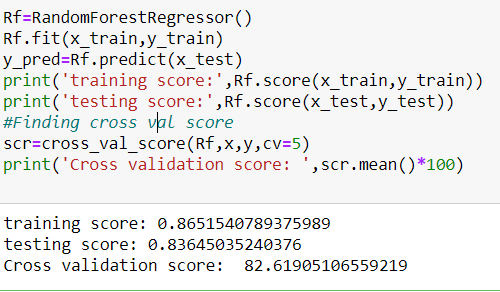 Rf=RandomForestRegressor()
Rf.fit(x_train,y_train)
y_pred=Rf.predict(x_test)
print('training score:',Rf.score(x_train,y_train))
print('testing score:',Rf.score(x_test,y_test))
#Finding cross val score
scr=cross_val_score(Rf,x,y,cv=5)
print('Cross validation score: ',scr.mean()*100)
training score: 0.8651540789375989
testing score: 0.83645035240376
Cross validation score:  82.61905106559219